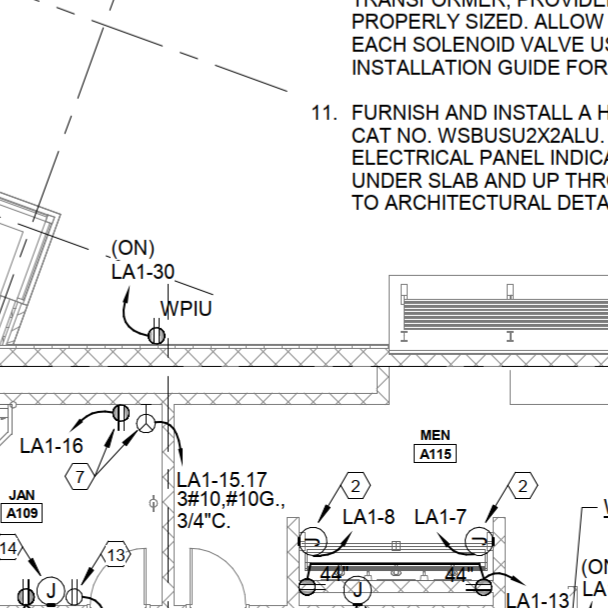 TRANSFORMER, PROVIDE
PROPERLY SIZED. ALLOW
EACH SOLENOID VALVE US
INSTALLATION GUIDE FOR
11. FURNISH AND INSTALL A H
CAT NO. WSBUSU2X2ALU.
ELECTRICAL PANEL INDICA
UNDER SLAB AND UP THRO
TO ARCHITECTURAL DETA
(ON)
LA1-30
WPIU
LA1-16
7
LA1-15.17
3#10,#10G.,
3/4"C.
MEN
A115
JAN
A109
2
2
LA1-8
LA1-7
J
J
14
13
J
44"
44"
J
(ON
LA
LA1-13